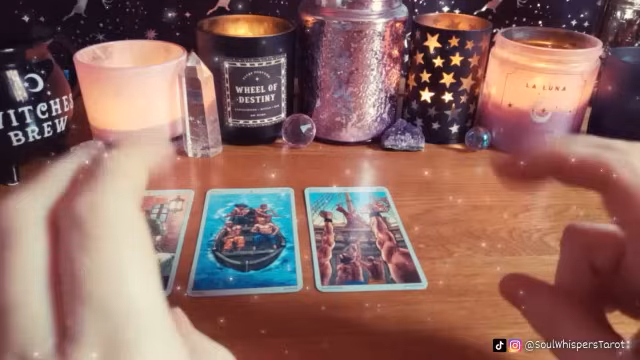 WITCHES
BREW
WHEEL OF
DESTINY
LA LUNA
@SoulWhispersTarot